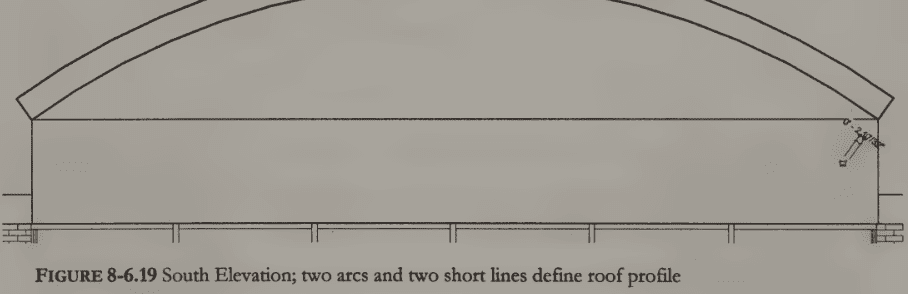 FIGURE 8-6.19 South Elevation; two arcs and two short lines define roof profile